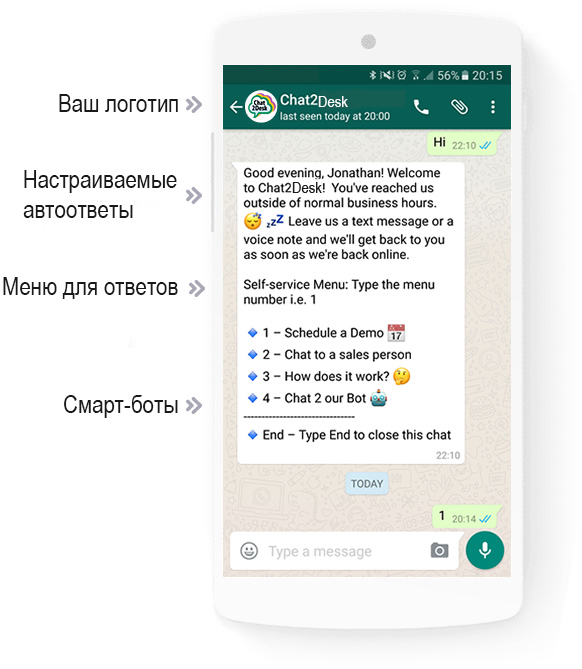 56% 20:15
Ваш логотип »
Chat 2Desk
Chat2Desk
last seen today at 20:00
Hi 22:10
Настраиваемые »
автоответы
Good evening, Jonathan! Welcome
to Chat2Desk!  You've reached us
outside of normal business hours.
😴 💤 Leave us a text message or a
voice note and we'll get back to you
as soon as we're back online.
Меню для ответов »
Self-service Menu: Type the menu
number i.e. 1
🔹 1 – Schedule a Demo 📅 17
🔹 2 – Chat to a sales person
🔹 3 – How does it work? 🤔
Смарт-боты »
🔹 4 – Chat 2 our Bot 🤖
-------------------------------
🔹 End – Type End to close this chat
22:10
TODAY
1 20:14
Type a message